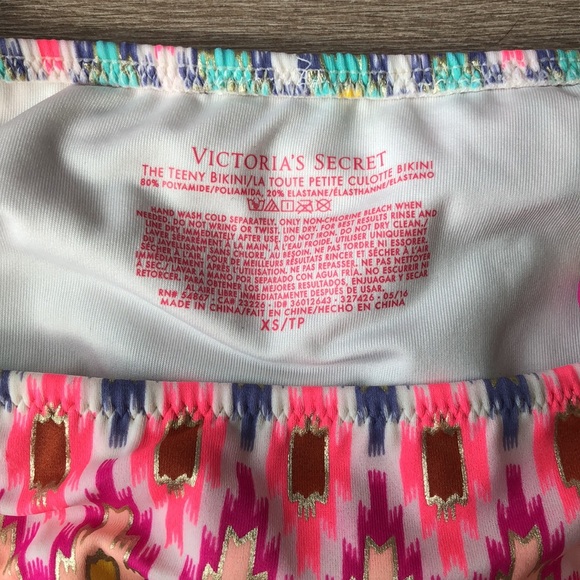 VICTORIA'S SECRET
THE TEENY BIKINI/LA TOUTE PETITE CULOTTE BIKINI
80% POLYAMIDE/POLIAMIDA, 20% ELASTANE/ÉLASTHANNE/ELASTANO
HAND WASH COLD SEPARATELY, ONLY NON-CHLORINE BLEACH WHEN
NEEDED, DO NOT WRING OR TWIST, LINE DRY. FOR BEST RESULTS RINSE AND
LINE DRY IMMEDIATELY AFTER USE. DO NOT IRON. DO NOT DRY CLEAN./
LAVER SÉPARÉMENT À LA MAIN, À L'EAU FROIDE. UTILISER UNIQUEMENT
DU JAVELLISANT SANS CHLORE, AU BESOIN. NE PAS TORDRE NI ESSORER.
SÉCHER À L'AIR. POUR DE MEILLEURS RÉSULTATS RINCER ET SÉCHER À L'AIR
IMMÉDIATEMENT APRÈS L'UTILISATION. NE PAS REPASSER. NE PAS NETTOYER
À SEC./LAVAR A MANO POR SEPARADO CON AGUA FRIA. NO ESCURRIR NI
RETORCER. PARA OBTENER LOS MEJORES RESULTADOS, ENJUAGAR Y SECAR
AL AIRE INMEDIATAMENTE DESPUÉS DE USAR.
RN# 54867 • CA# 23226 • ID# 36012643 • 327426 • 05/16
MADE IN CHINA/FAIT EN CHINE/HECHO EN CHINA
XS/TP